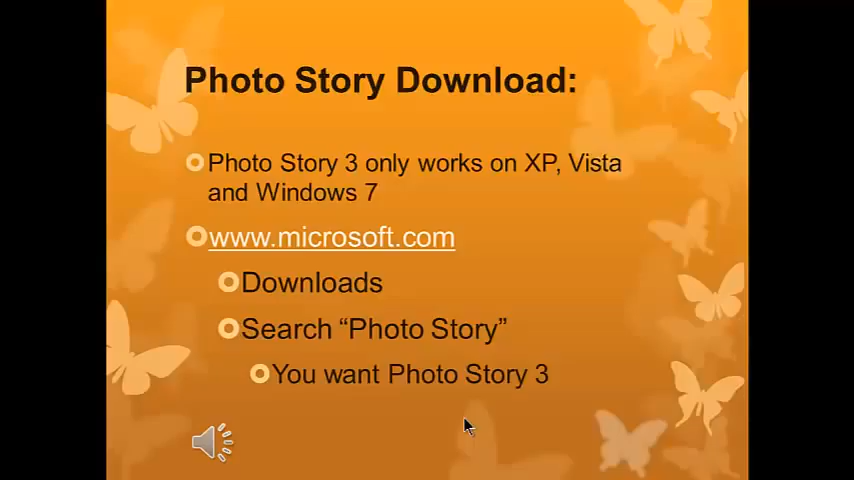 Photo Story Download:
Photo Story 3 only works on XP, Vista
and Windows 7
www.microsoft.com
Downloads
Search “Photo Story”
You want Photo Story 3